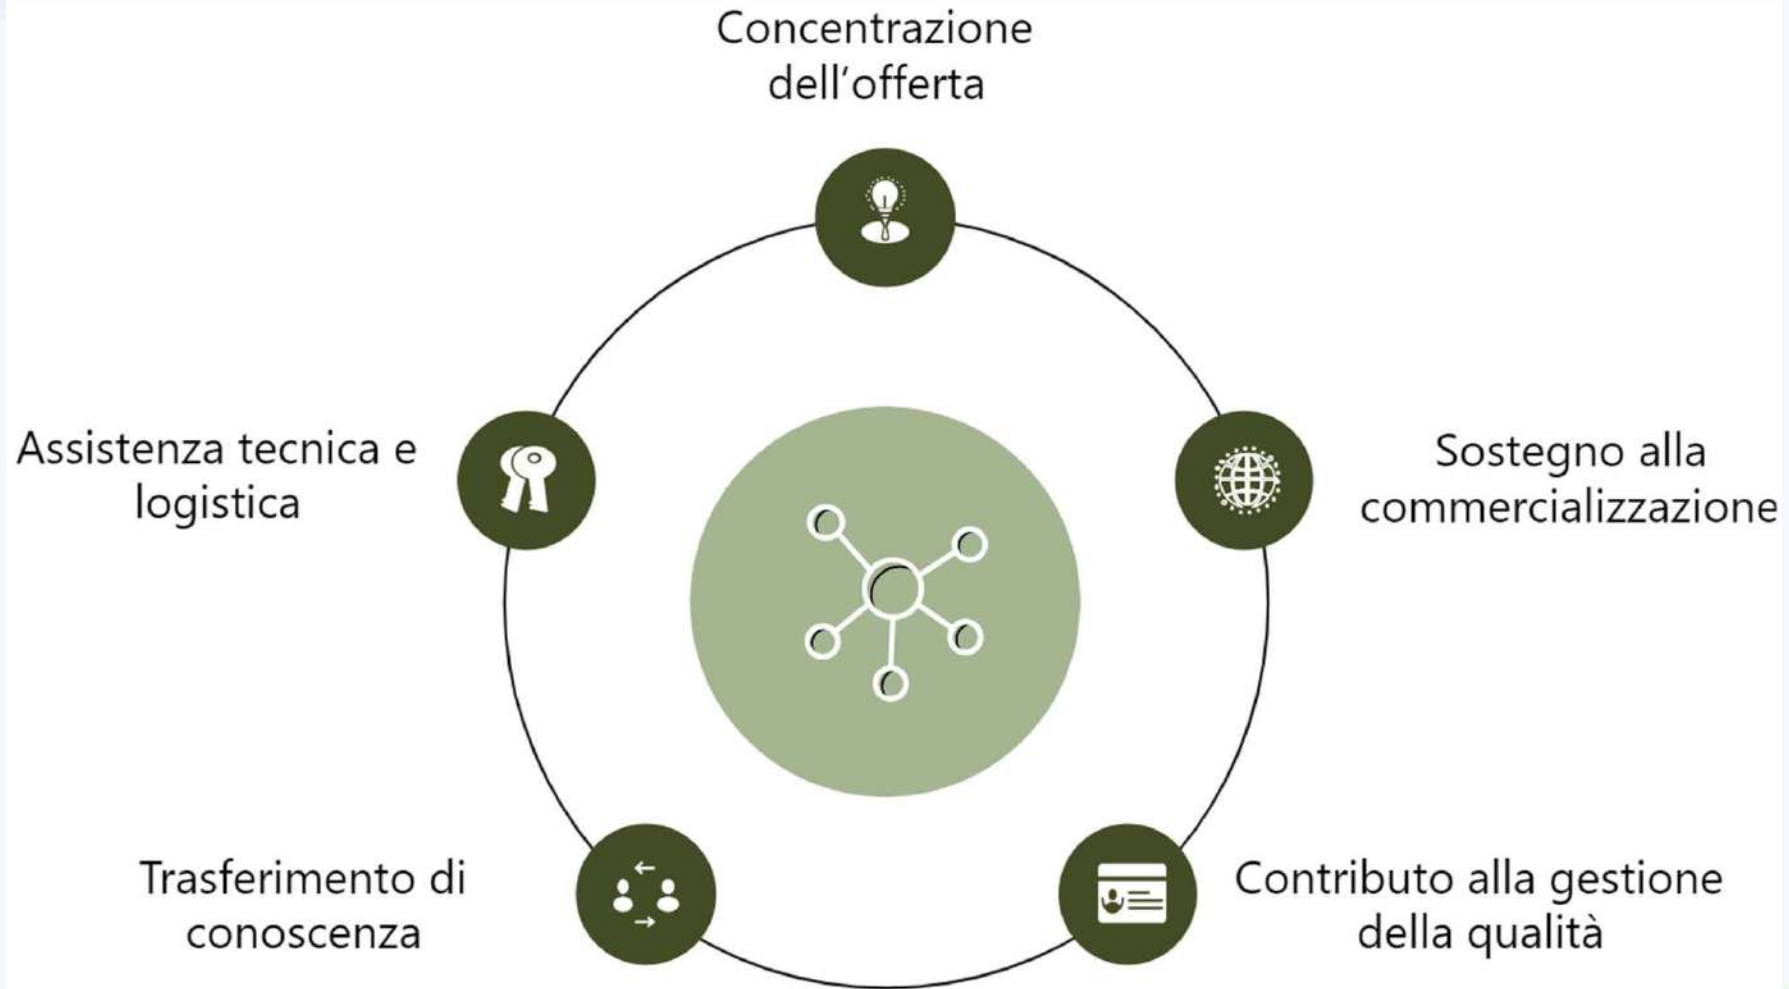 Concentrazione
dell'offerta
Assistenza tecnica e
logistica
Sostegno alla
commercializzazione
Trasferimento di
conoscenza
Contributo alla gestione
della qualità